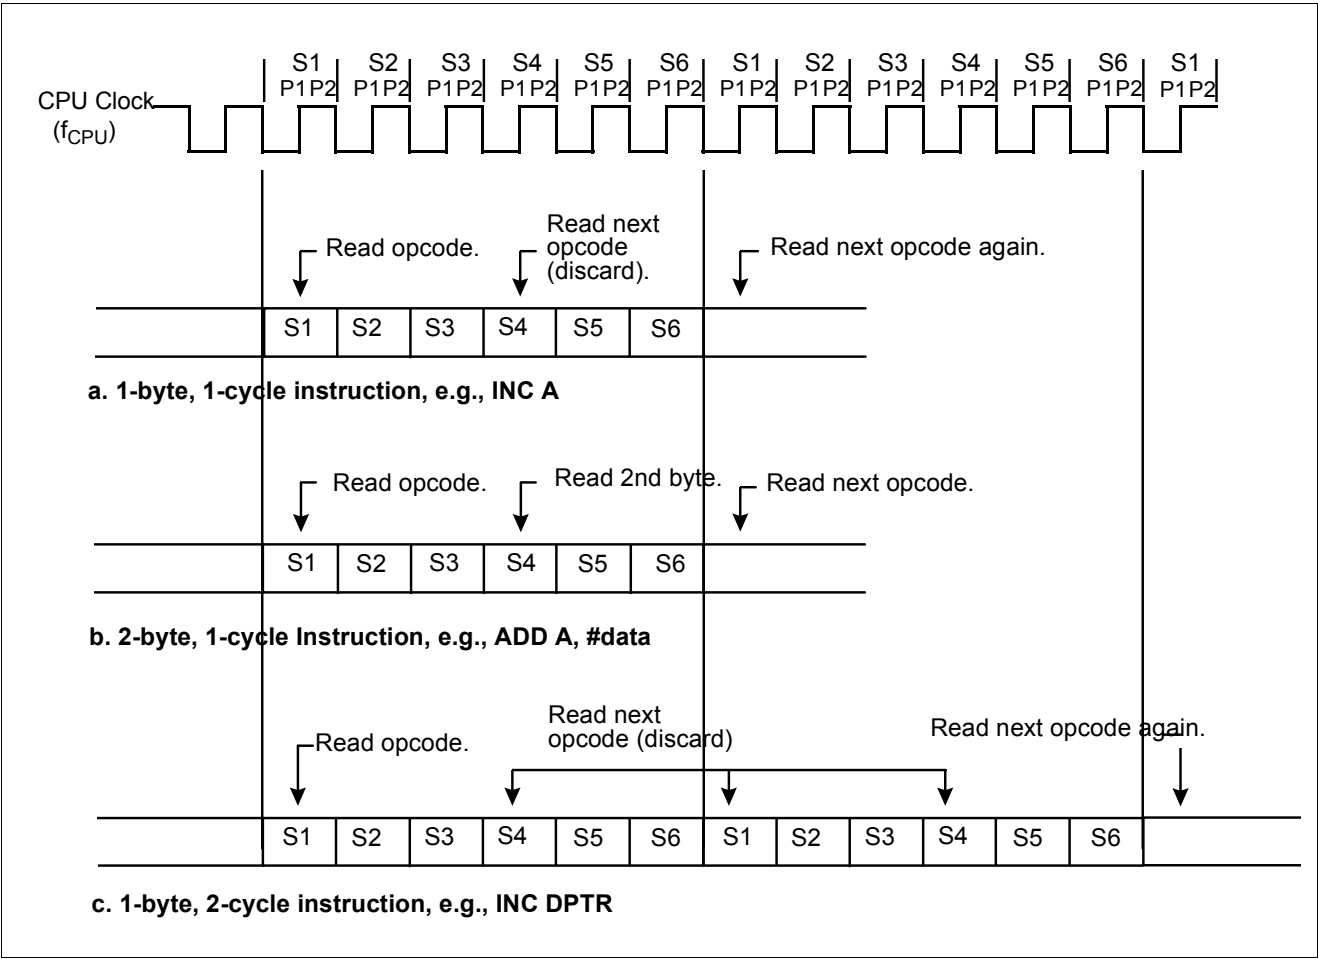 S1 S2 S3 S4 S5 S6 S1 S2 S3 S4 S5 S6 S1
P1P2 P1P2 P1P2 P1P2 P1P2 P1P2 P1P2 P1P2 P1P2 P1P2 P1P2 P1P2 P1P2
CPU Clock
(fCPU)
Read opcode.
Read next
opcode
(discard).
Read next opcode again.
S1 S2 S3 S4 S5 S6
a. 1-byte, 1-cycle instruction, e.g., INC A
Read opcode.
Read 2nd byte.
Read next opcode.
S1 S2 S3 S4 S5 S6
b. 2-byte, 1-cycle Instruction, e.g., ADD A, #data
Read opcode.
Read next
opcode (discard)
Read next opcode again.
S1 S2 S3 S4 S5 S6 S1 S2 S3 S4 S5 S6
c. 1-byte, 2-cycle instruction, e.g., INC DPTR